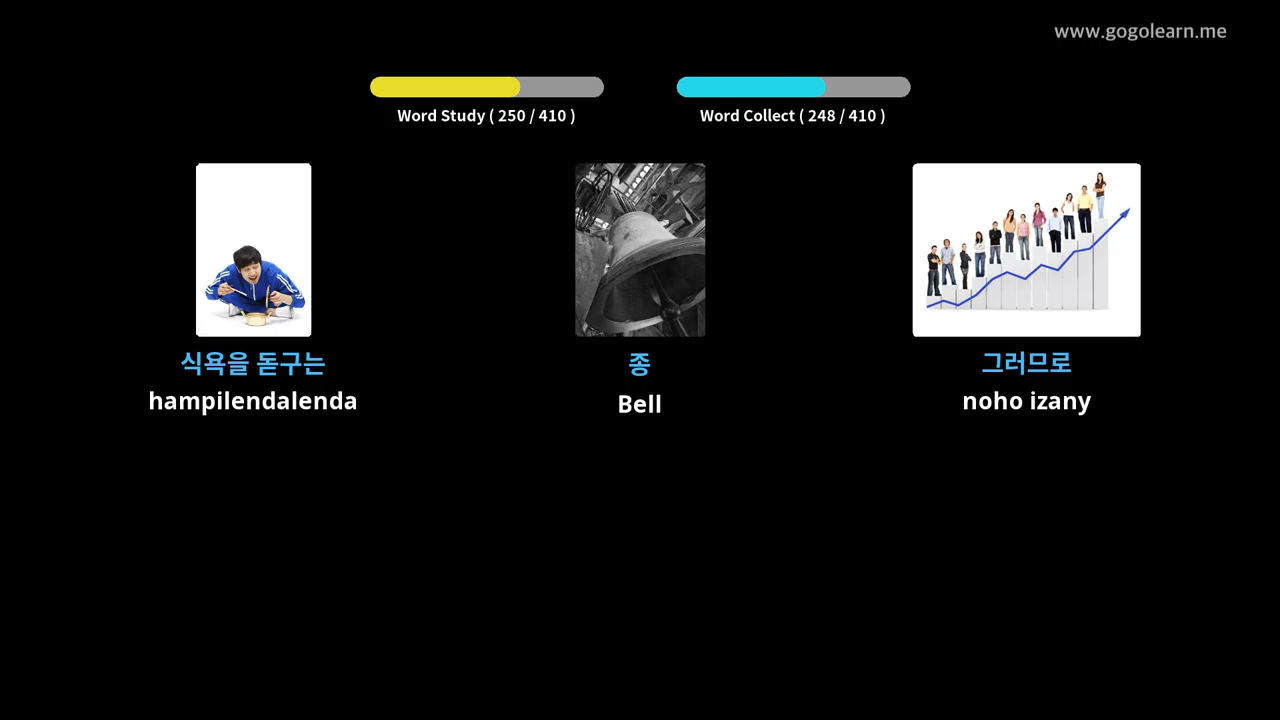 www.gogolearn.me
Word Study ( 250 / 410 )
Word Collect ( 248 / 410 )
식욕을 돋구는
hampilendalenda
종
Bell
그러므로
noho izany